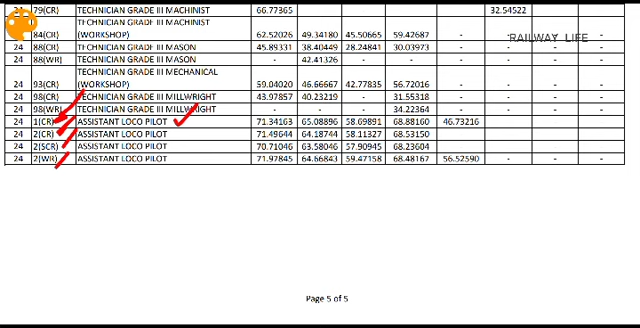 24 79(CR) TECHNICIAN GRADE III MACHINIST 66.77365 32.54522
TECHNICIAN GRADE III MACHINIST
84(CR) (WORKSHOP) 62.52026 49.34180 45.50665 59.42687 - - -
RAILWAY LIFE
24 88(CR) TECHNICIAN GRADE III MASON 45.89331 38.40449 28.24841 30.03973 - - -
24 88(WR) TECHNICIAN GRADE III MASON - 42.41326 - - - - -
TECHNICIAN GRADE III MECHANICAL
24 93(CR) (WORKSHOP) 59.04020 46.66667 42.77835 56.72016 - - -
24 98(CR) TECHNICIAN GRADE III MILLWRIGHT 43.97857 40.23219 - 31.55318 - - -
24 98(WR) TECHNICIAN GRADE III MILLWRIGHT - - - 34.22364 - - -
24 1(CR) ASSISTANT LOCO PILOT 71.34163 65.08896 58.69891 68.88160 46.73216
24 2(CR) ASSISTANT LOCO PILOT 71.49644 64.18744 58.11327 68.53150
24 2(SCR) ASSISTANT LOCO PILOT 70.71046 63.58046 57.90945 68.23604
24 2(WR) ASSISTANT LOCO PILOT 71.97845 64.66843 59.47158 68.48167 56.52590 - - -
Page 5 of 5